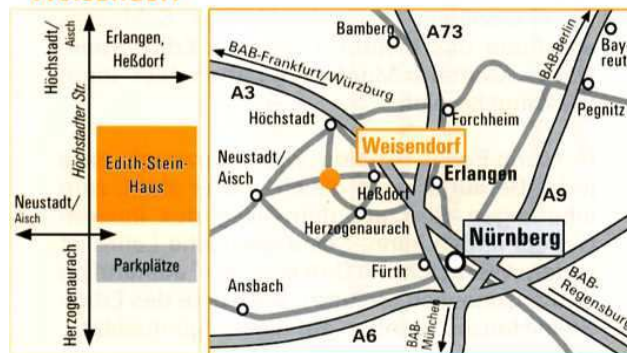 Höchstadt/
Aisch
Höchstadter Str.
Erlangen,
Heßdorf
Edith-Stein-
Haus
Neustadt/
Aisch
Parkplätze
Herzogenaurach
Bamberg
A73
BAB-Berlin
Bay-
reut
BAB-Frankfurt/Würzburg
A3
Höchstadt
Forchheim
Pegnitz
Weisendorf
Neustadt/
Aisch
Heßdorf
Erlangen
A9
Herzogenaurach
Nürnberg
Fürth
Ansbach
BAB-
Regensburg
A6
BAB-
München